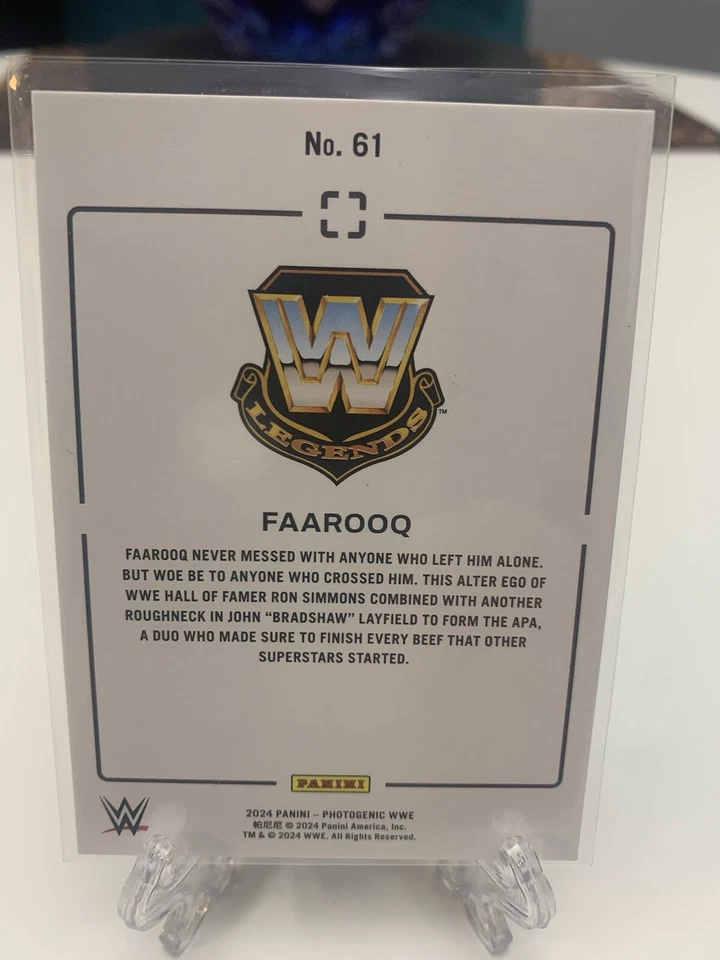 No. 61
W
LEGENDS
™
FAAROOQ
FAAROOQ NEVER MESSED WITH ANYONE WHO LEFT HIM ALONE.
BUT WOE BE TO ANYONE WHO CROSSED HIM. THIS ALTER EGO OF
WWE HALL OF FAMER RON SIMMONS COMBINED WITH ANOTHER
ROUGHNECK IN JOHN “BRADSHAW” LAYFIELD TO FORM THE APA,
A DUO WHO MADE SURE TO FINISH EVERY BEEF THAT OTHER
SUPERSTARS STARTED.
PANINI
W
2024 PANINI – PHOTOGENIC WWE
帕尼尼 © 2024 Panini America, Inc.
TM & © 2024 WWE. All Rights Reserved.